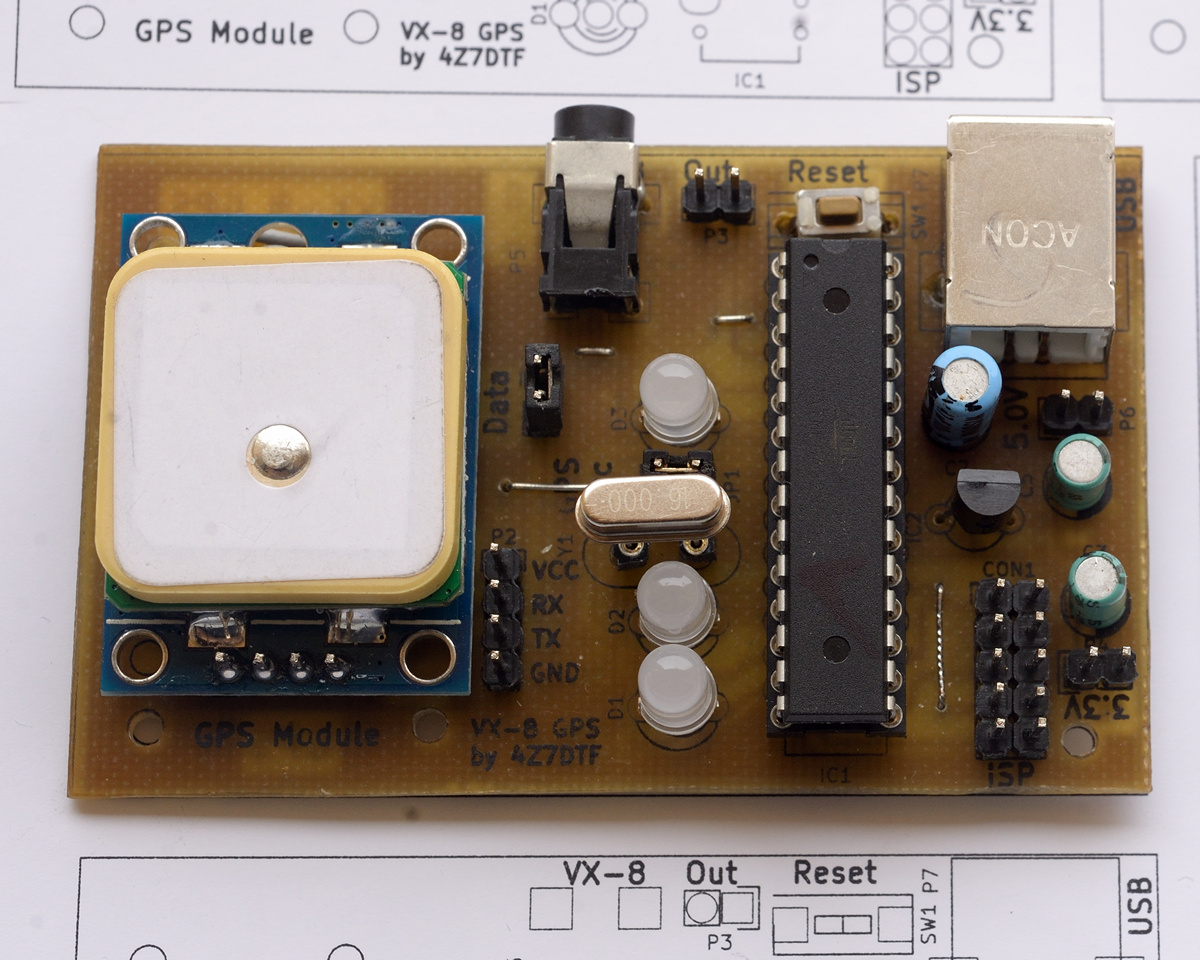 GPS Module
VX-8 GPS
by 4Z7DTF
D1
IC1
ISP
3.3V
Out
P3
Reset
SW1 P7
USB
ACON
P5
Data
D3
5.0V
P6
JP1
16.000
Y1
IC2
P2
VCC
RX
TX
GND
D2
D1
CON1
3.3V
GPS Module
VX-8 GPS
by 4Z7DTF
IC1
ISP
VX-8
Out
Reset
P3
SW1 P7
USB